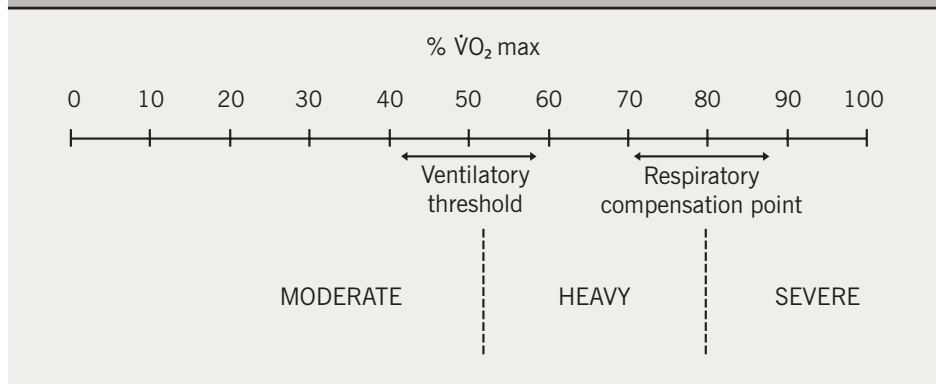 % V̇O₂ max
0 10 20 30 40 50 60 70 80 90 100
Ventilatory
threshold
Respiratory
compensation point
MODERATE HEAVY SEVERE